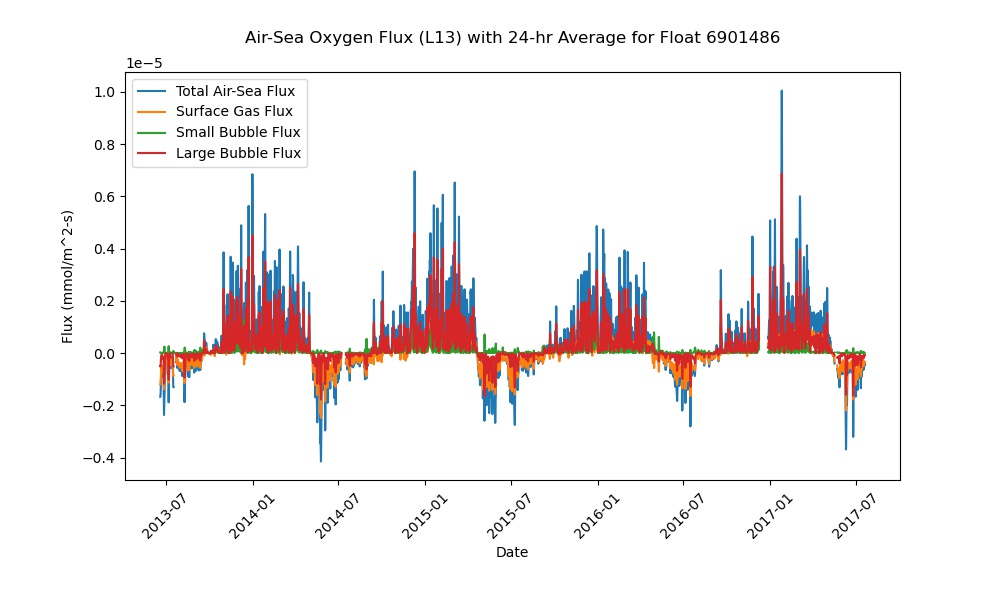 Air-Sea Oxygen Flux (L13) with 24-hr Average for Float 6901486
1e−5
Total Air-Sea Flux
Surface Gas Flux
Small Bubble Flux
Large Bubble Flux
1.0
0.8
0.6
0.4
0.2
0.0
−0.2
−0.4
Flux (mmol/m^2-s)
2013-07
2014-01
2014-07
2015-01
2015-07
2016-01
2016-07
2017-01
2017-07
Date